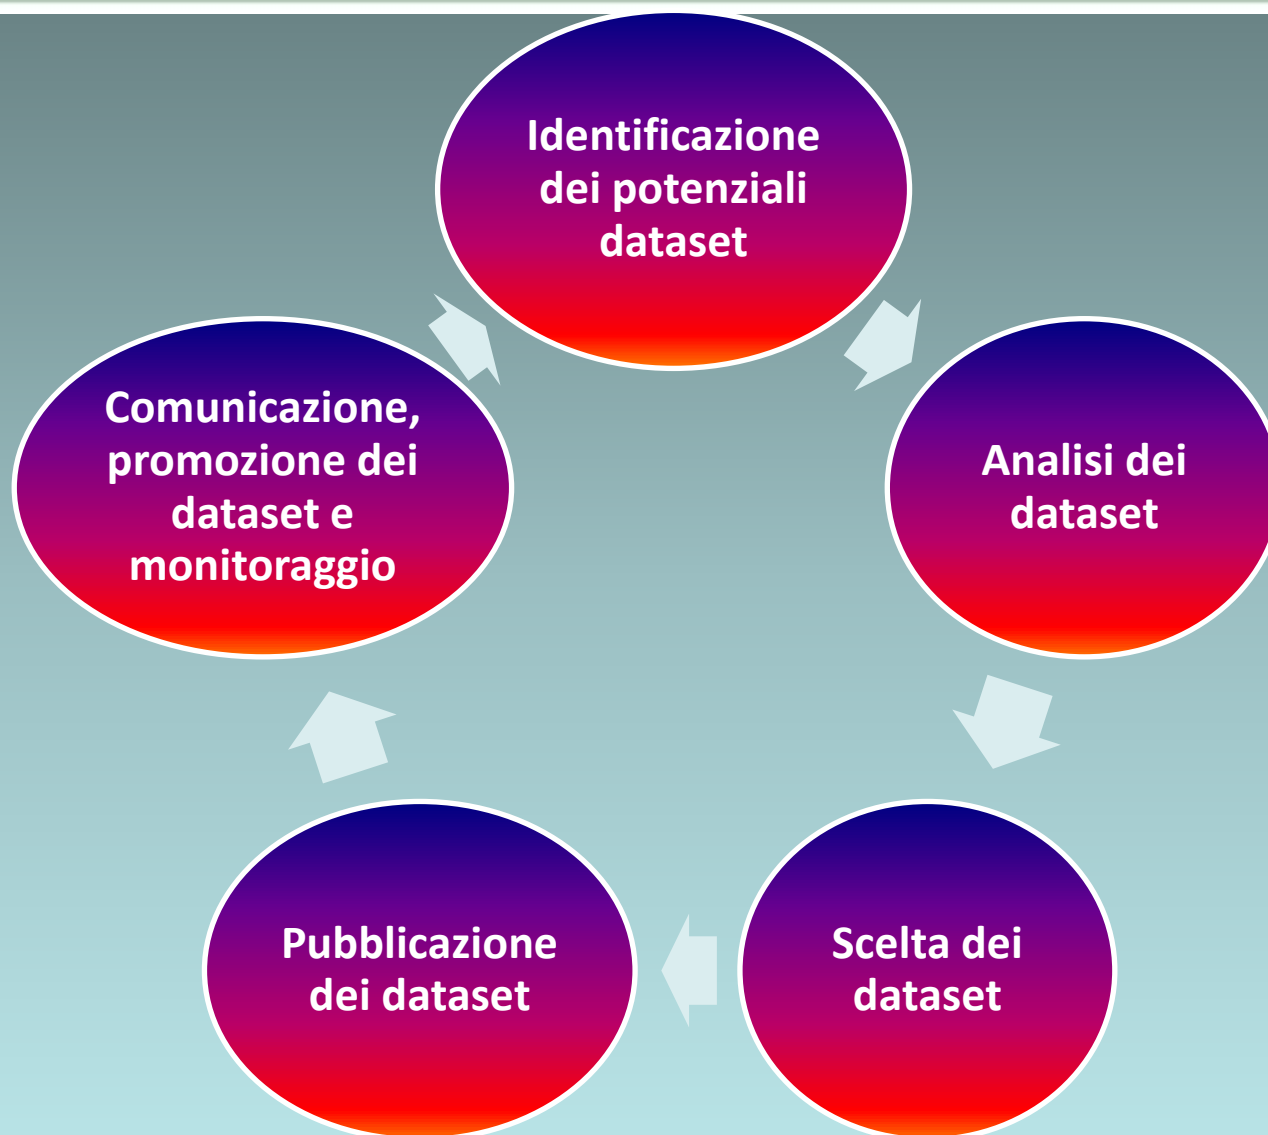 Identificazione
dei potenziali
dataset
Analisi dei
dataset
Scelta dei
dataset
Pubblicazione
dei dataset
Comunicazione,
promozione dei
dataset e
monitoraggio